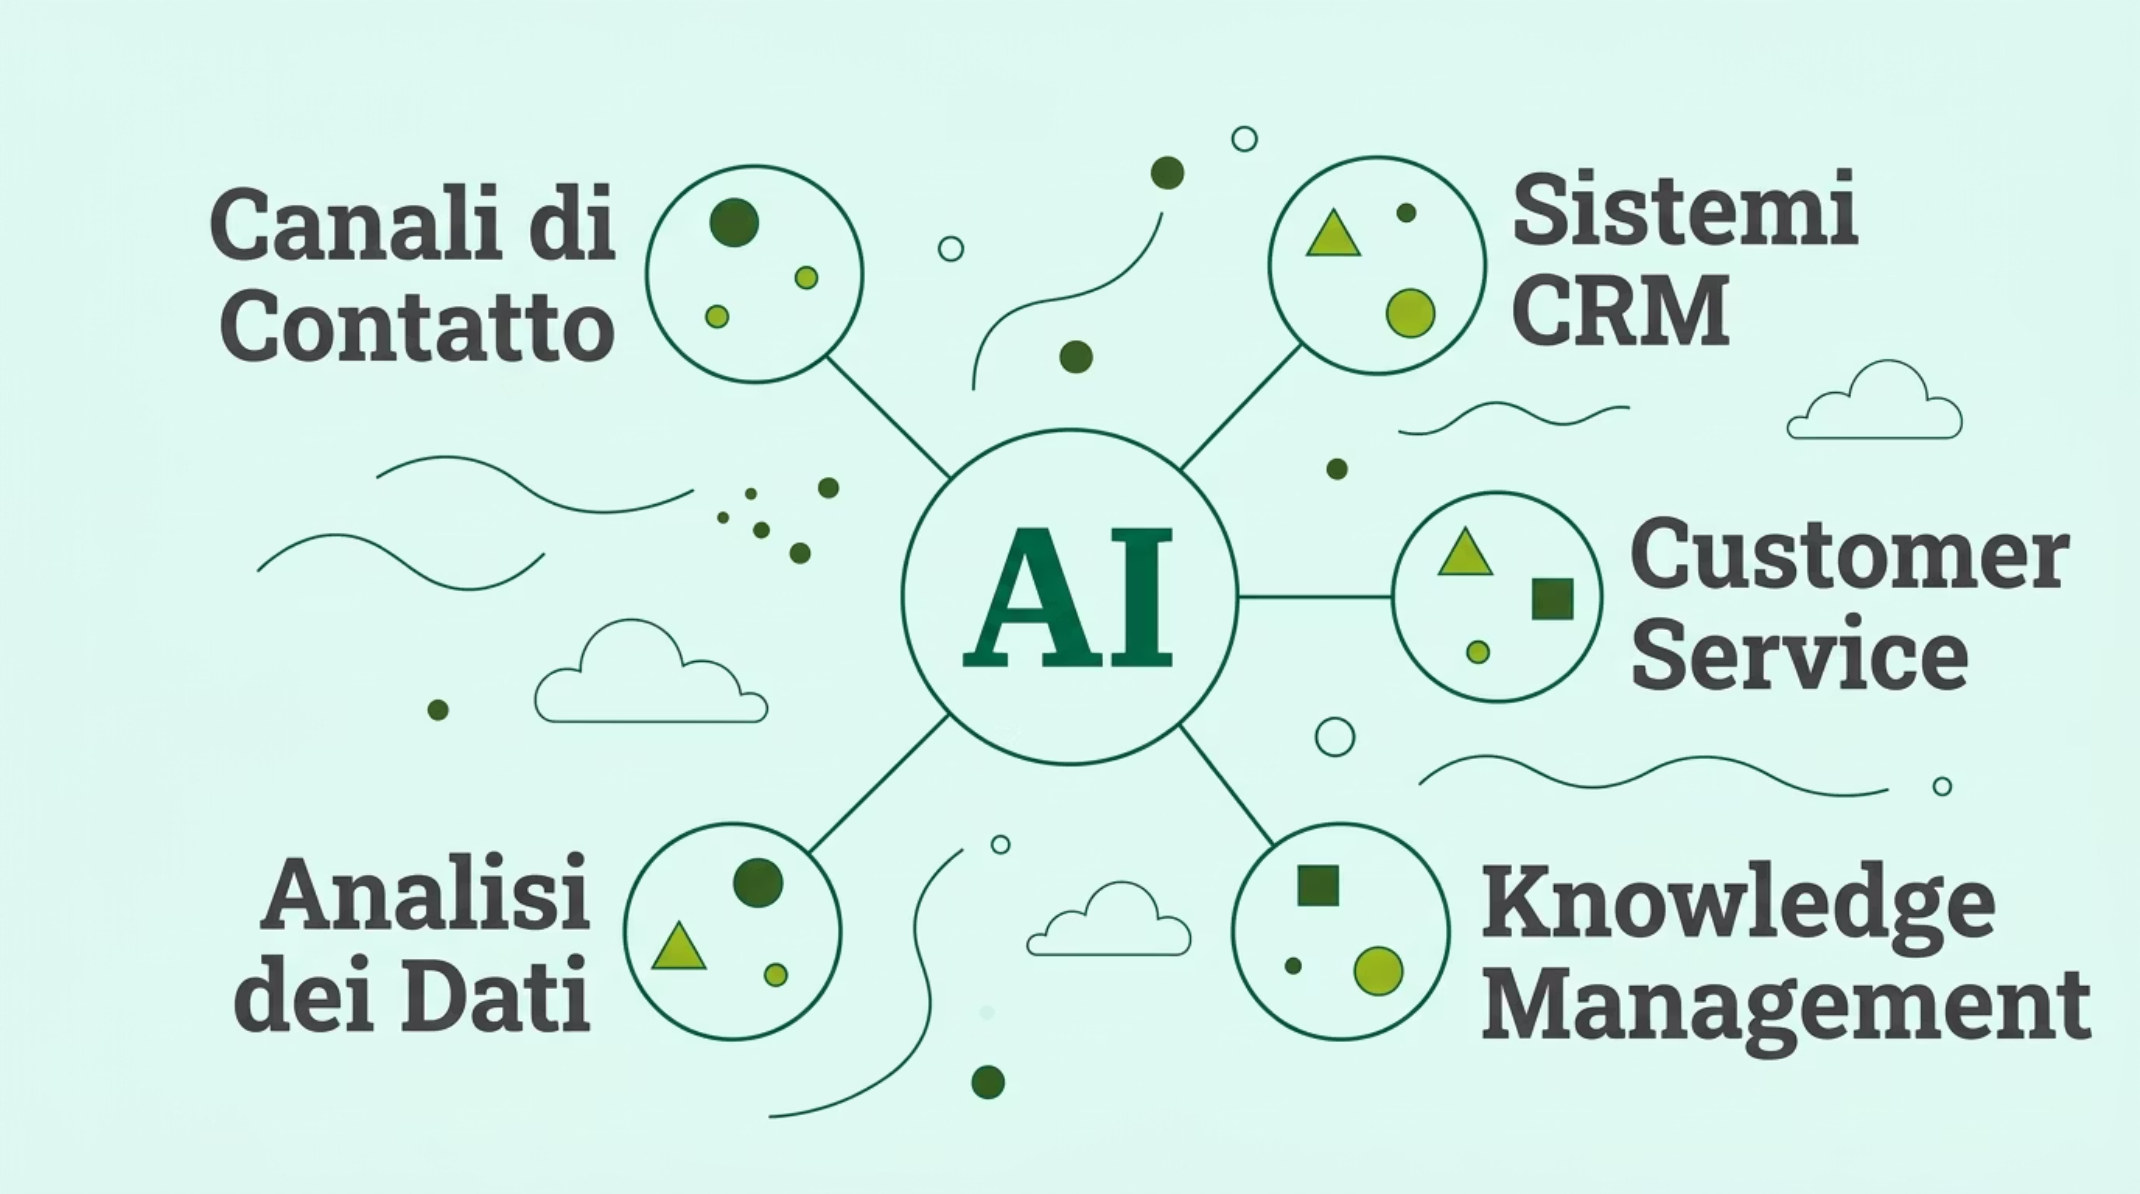 Canali di
Contatto
Sistemi
CRM
AI
Customer
Service
Analisi
dei Dati
Knowledge
Management